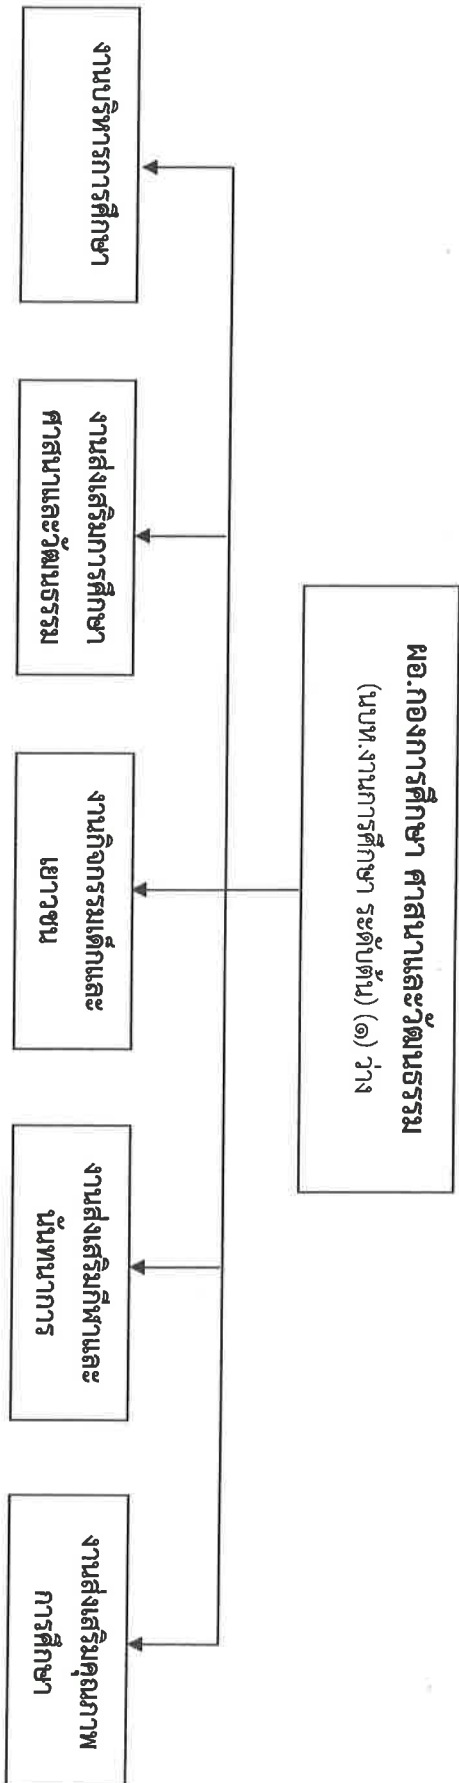 ผอ.กองการศึกษา ศาสนาและวัฒนธรรม
(นบท.งานการศึกษา ระดับต้น) (๑) ว่าง
งานบริหารการศึกษา
งานส่งเสริมการศึกษา
ศาสนาและวัฒนธรรม
งานกิจกรรมเด็กและ
เยาวชน
งานส่งเสริมกีฬาและ
นันทนาการ
งานส่งเสริมคุณภาพ
การศึกษา